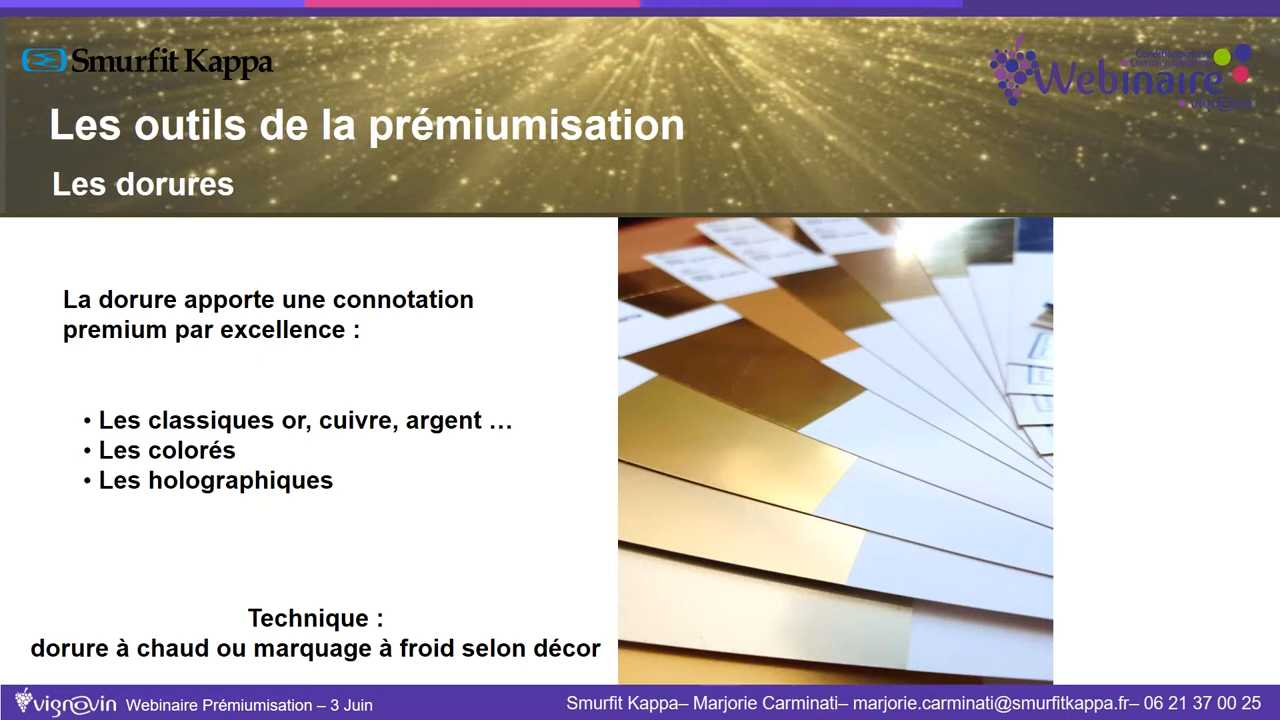 Smurfit Kappa
Conditionnement
Webinaire
vignovin
Les outils de la prémiumisation
Les dorures
La dorure apporte une connotation
premium par excellence :
• Les classiques or, cuivre, argent …
• Les colorés
• Les holographiques
Technique :
dorure à chaud ou marquage à froid selon décor
vignovin Webinaire Prémiumisation – 3 Juin
Smurfit Kappa– Marjorie Carminati– marjorie.carminati@smurfitkappa.fr– 06 21 37 00 25